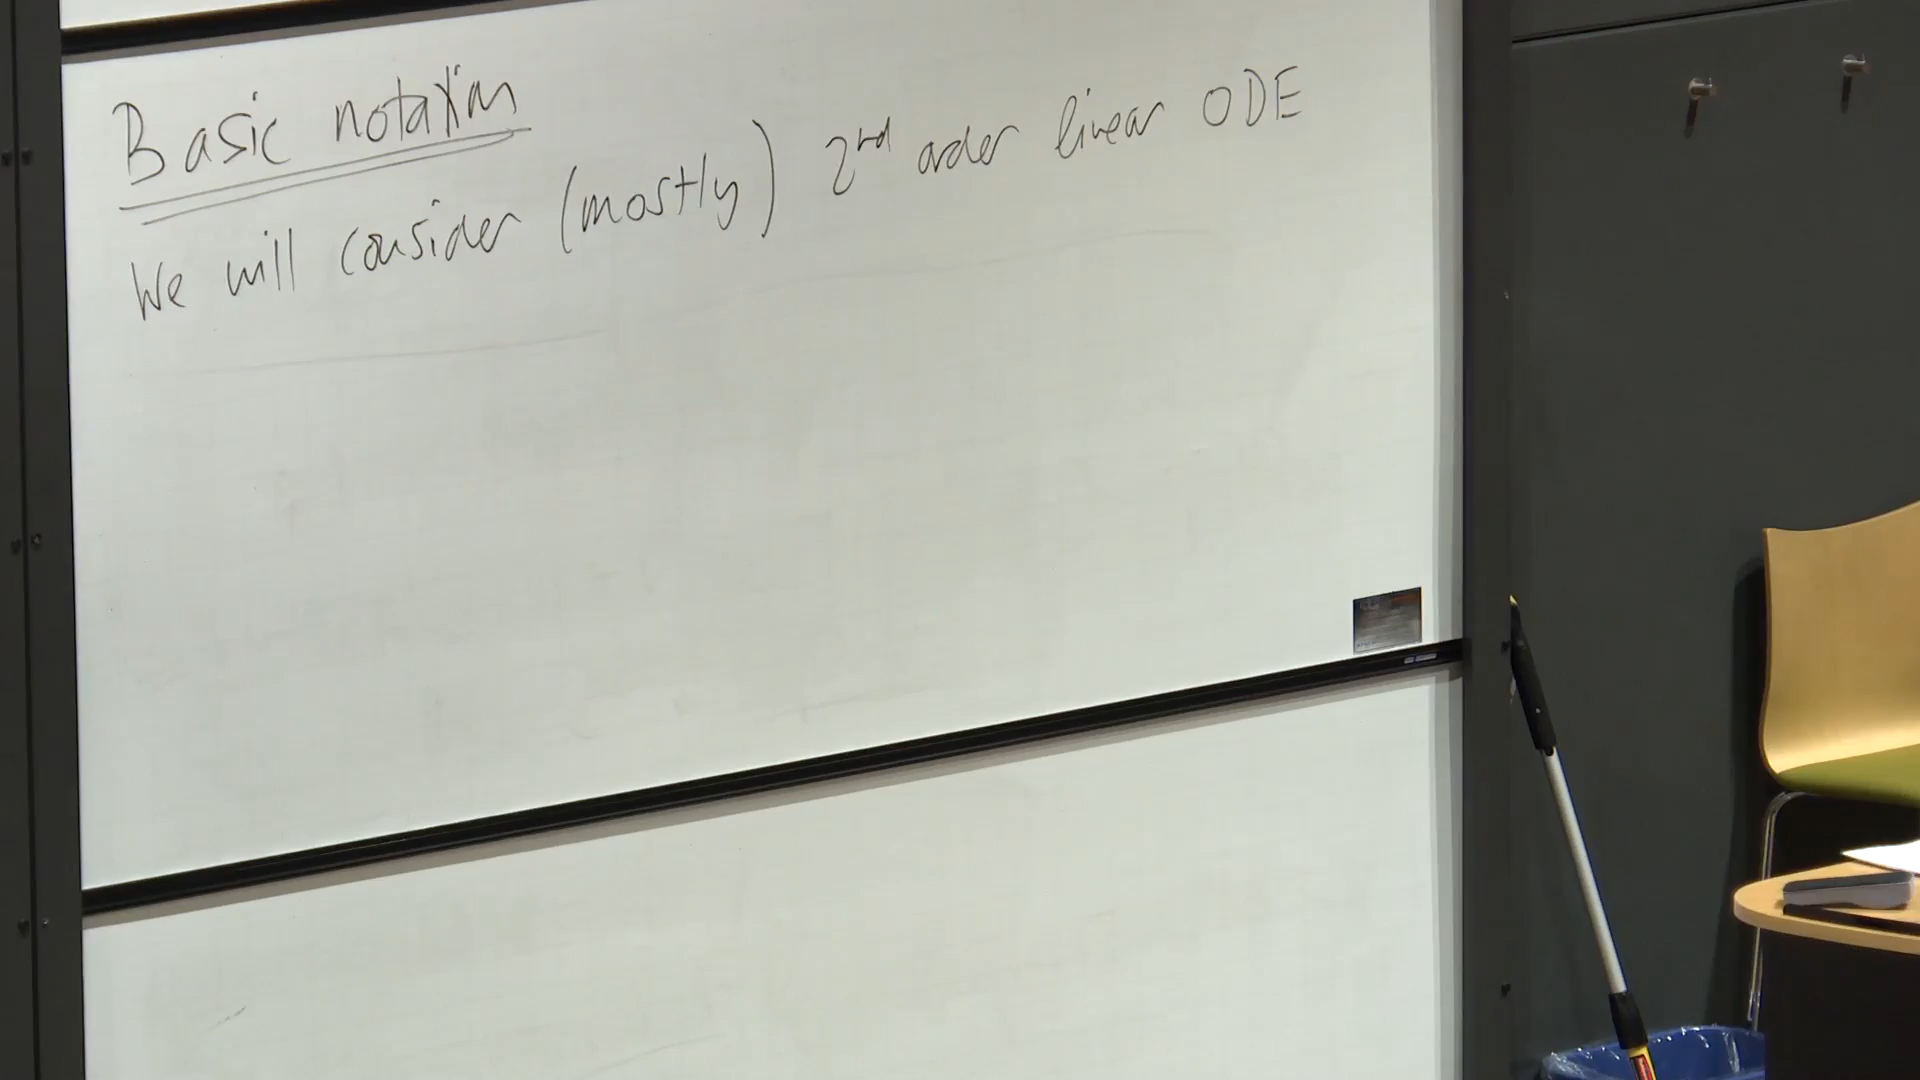 Basic notation
We will consider (mostly) 2nd order linear ODE